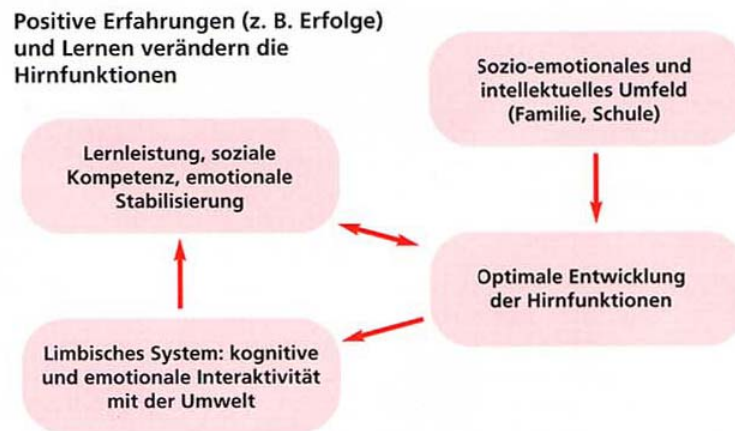 Positive Erfahrungen (z. B. Erfolge)
und Lernen verändern die
Hirnfunktionen
Sozio-emotionales und
intellektuelles Umfeld
(Familie, Schule)
Lernleistung, soziale
Kompetenz, emotionale
Stabilisierung
Optimale Entwicklung
der Hirnfunktionen
Limbisches System: kognitive
und emotionale Interaktivität
mit der Umwelt